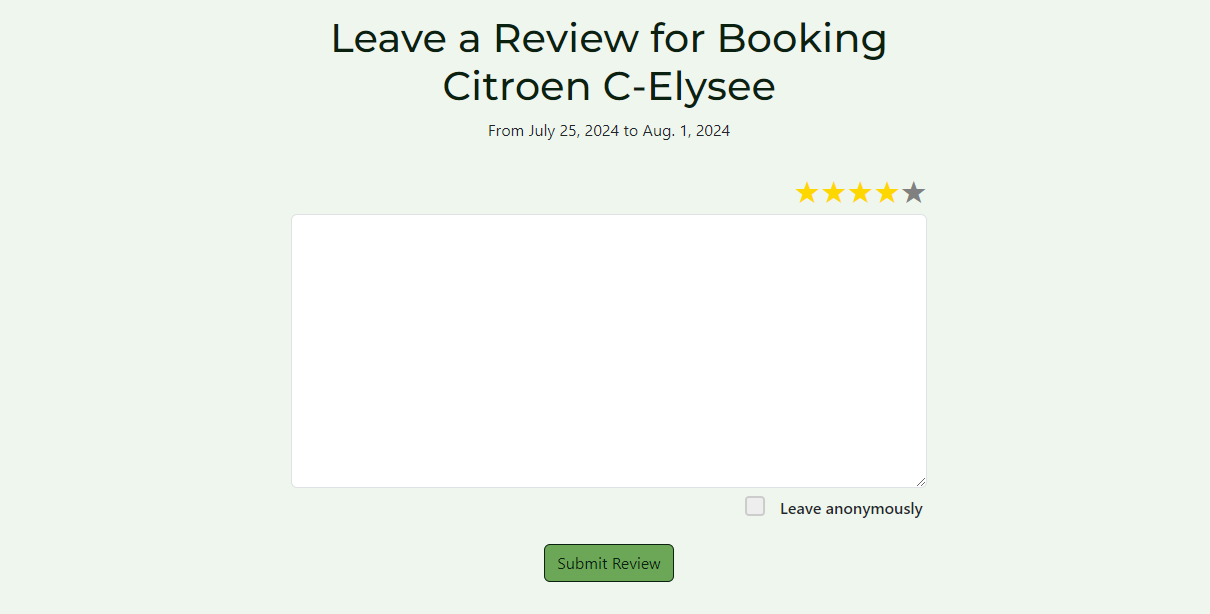 Leave a Review for Booking
Citroen C-Elysee
From July 25, 2024 to Aug. 1, 2024
Leave anonymously
Submit Review